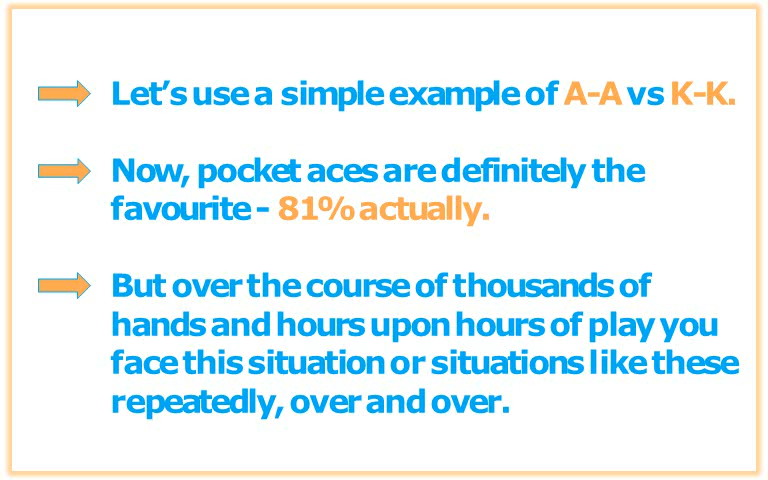 Let’s use a simple example of A-A vs K-K.
Now, pocket aces are definitely the
favourite - 81% actually.
But over the course of thousands of
hands and hours upon hours of play you
face this situation or situations like these
repeatedly, over and over.